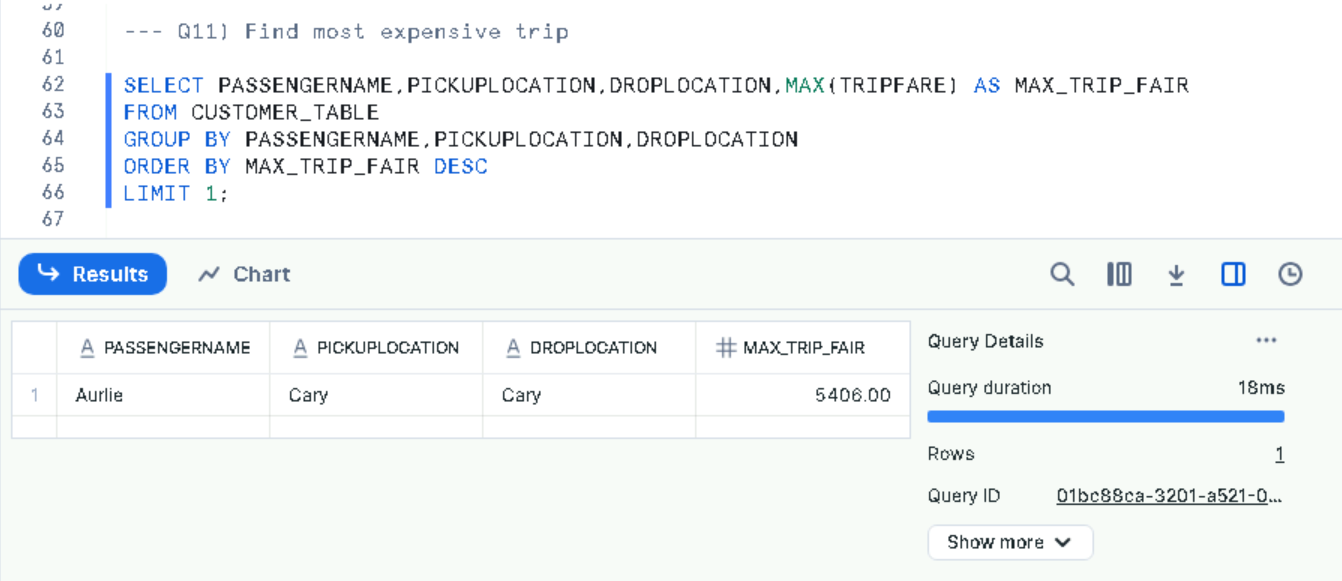 60 --- Q11) Find most expensive trip
61
62 SELECT PASSENGERNAME,PICKUPLOCATION,DROPLOCATION,MAX(TRIPFARE) AS MAX_TRIP_FAIR
63 FROM CUSTOMER_TABLE
64 GROUP BY PASSENGERNAME,PICKUPLOCATION,DROPLOCATION
65 ORDER BY MAX_TRIP_FAIR DESC
66 LIMIT 1;
67
Results Chart
A PASSENGERNAME A PICKUPLOCATION A DROPLOCATION # MAX_TRIP_FAIR
1 Aurlie Cary Cary 5406.00
Query Details ...
Query duration 18ms
Rows 1
Query ID 01bc88ca-3201-a521-0...
Show more